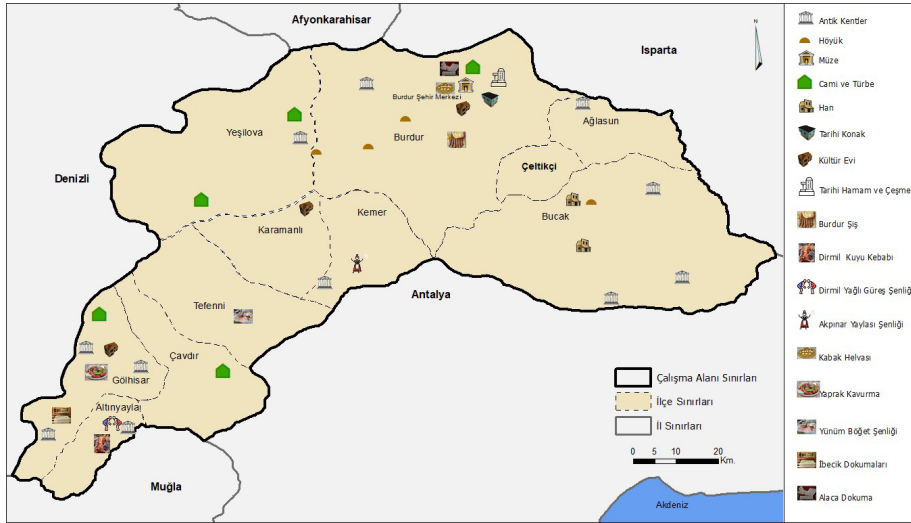 Afyonkarahisar
Isparta
N
Burdur Şehir Merkezi
Burdur
Ağlasun
Yeşilova
Çeltikçi
Denizli
Bucak
Kemer
Karamanlı
Antalya
Tefenni
Çavdır
Gölhisar
Altınyayla
Muğla
Akdeniz
Çalışma Alanı Sınırları
İlçe Sınırları
İl Sınırları
0 5 10 20
Km.
Antik Kentler
Höyük
Müze
Cami ve Türbe
Han
Tarihi Konak
Kültür Evi
Tarihi Hamam ve Çeşme
Burdur Şiş
Dirmil Kuyu Kebabı
Dirmil Yağlı Güreş Şenliği
Akpınar Yaylası Şenliği
Kabak Helvası
Yaprak Kavurma
Yünüm Böğet Şenliği
İbecik Dokumaları
Alaca Dokuma